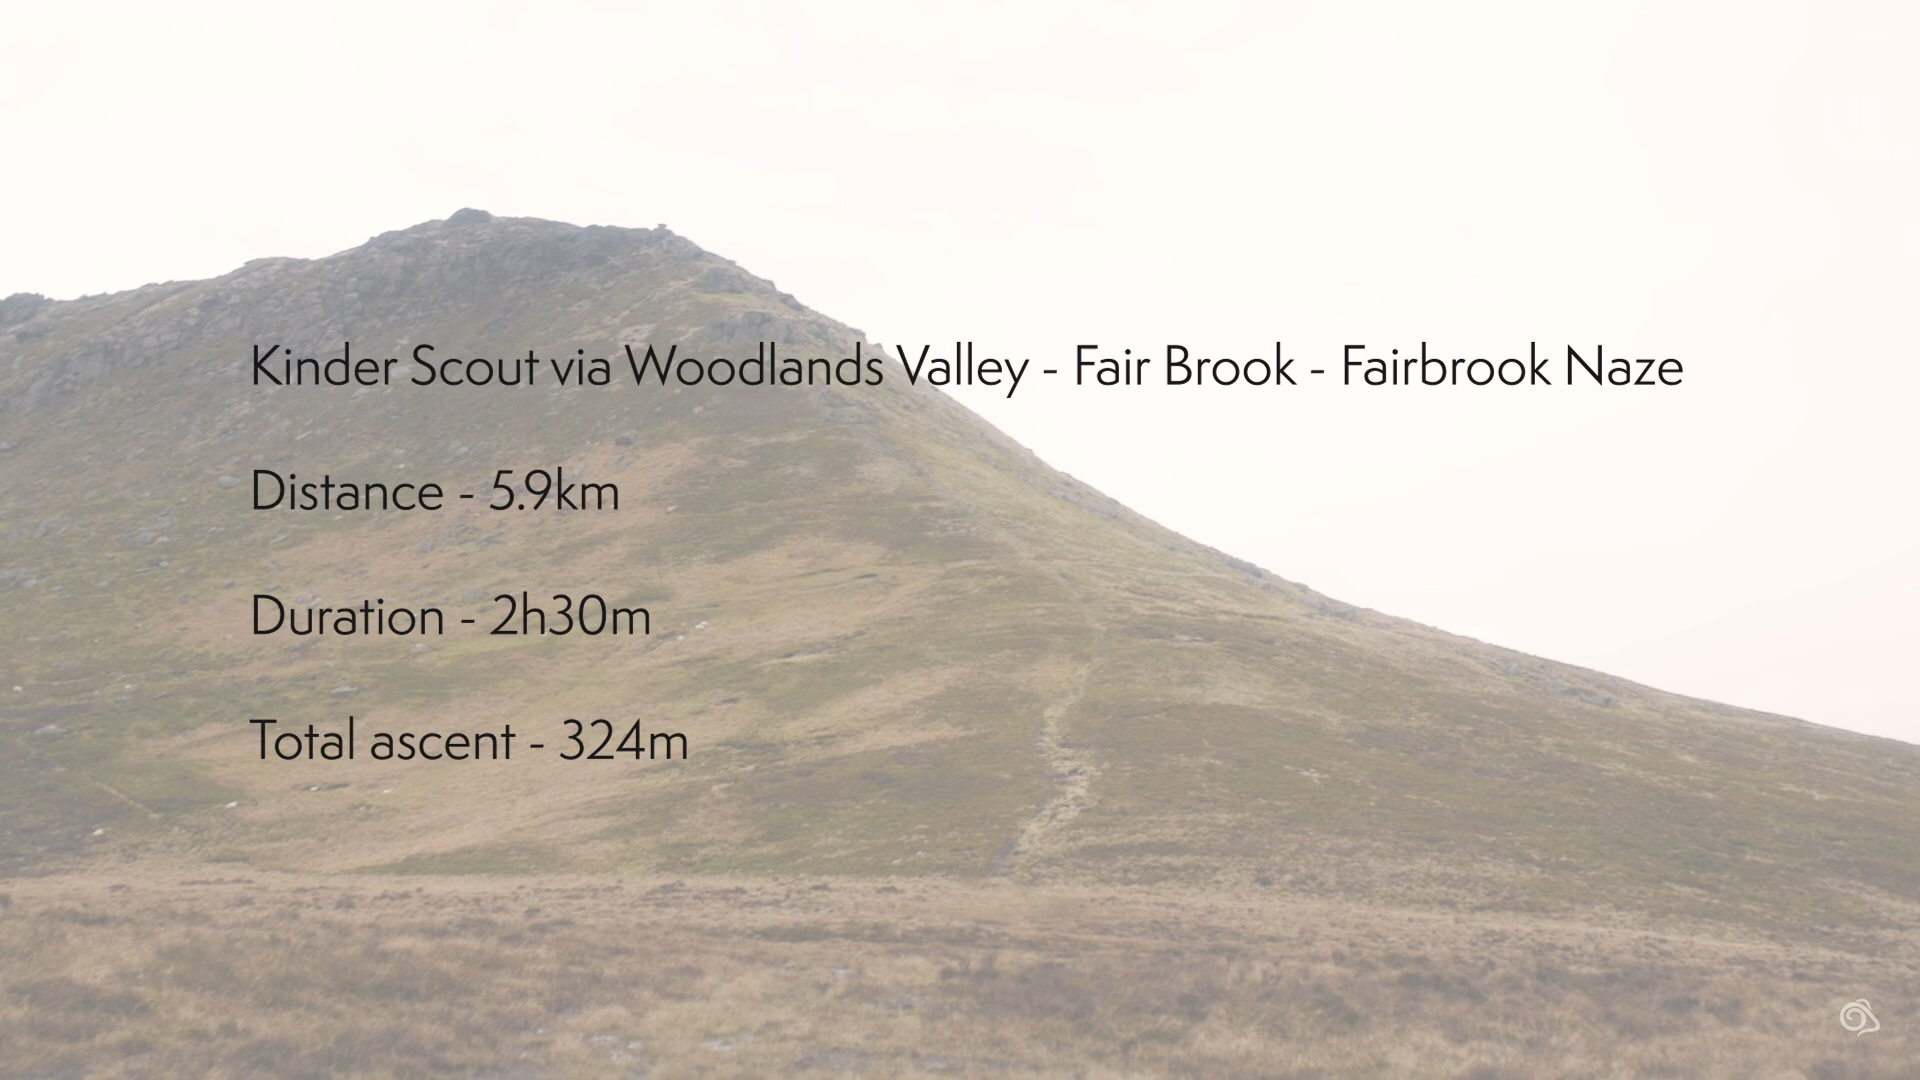 Kinder Scout via Woodlands Valley - Fair Brook - Fairbrook Naze
Distance - 5.9km
Duration - 2h30m
Total ascent - 324m